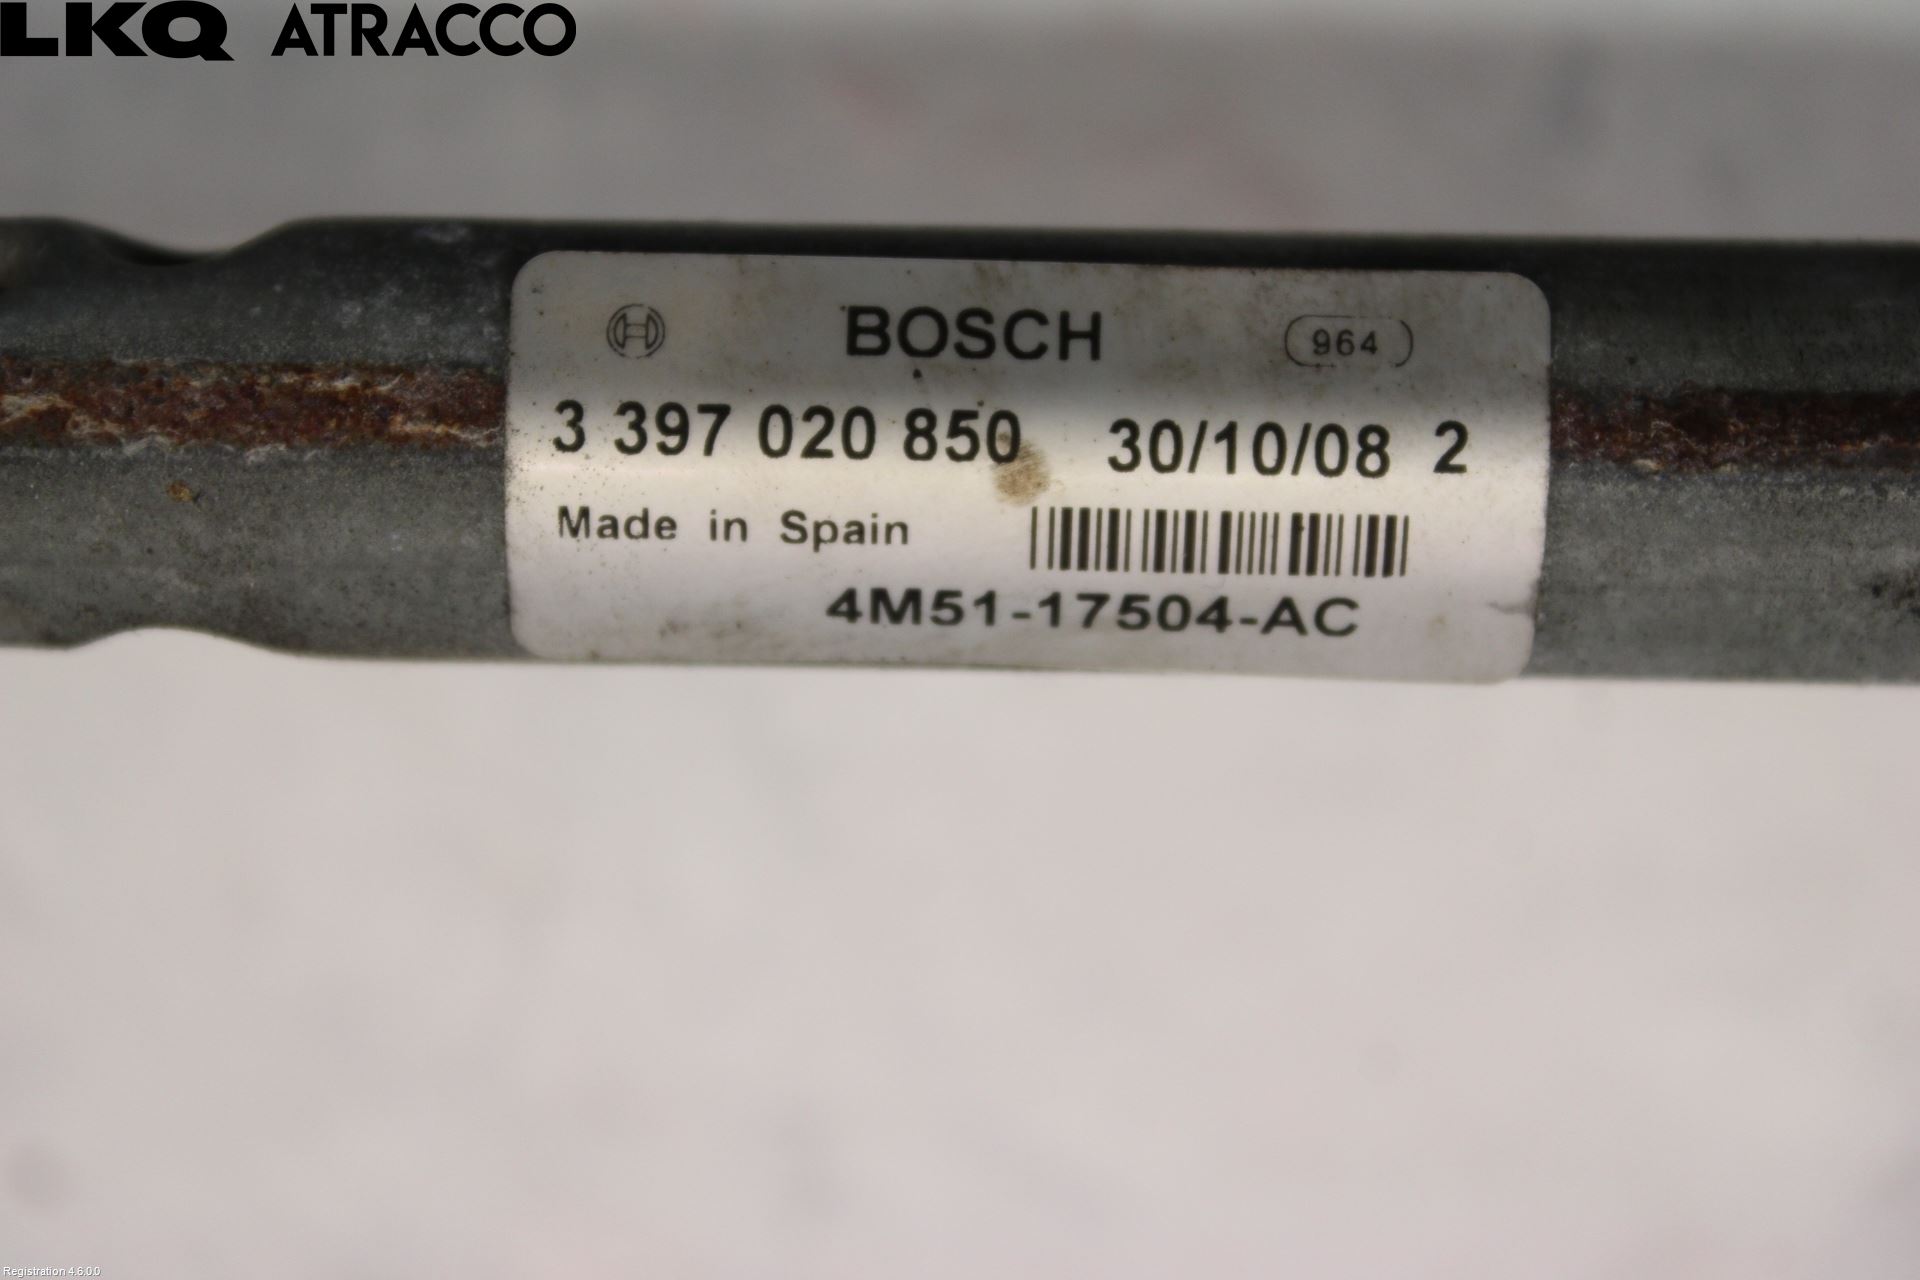 LKQ ATRACCO
BOSCH 964
3 397 020 850 30/10/08 2
Made in Spain
4M51-17504-AC
Registration 4.6.0.0